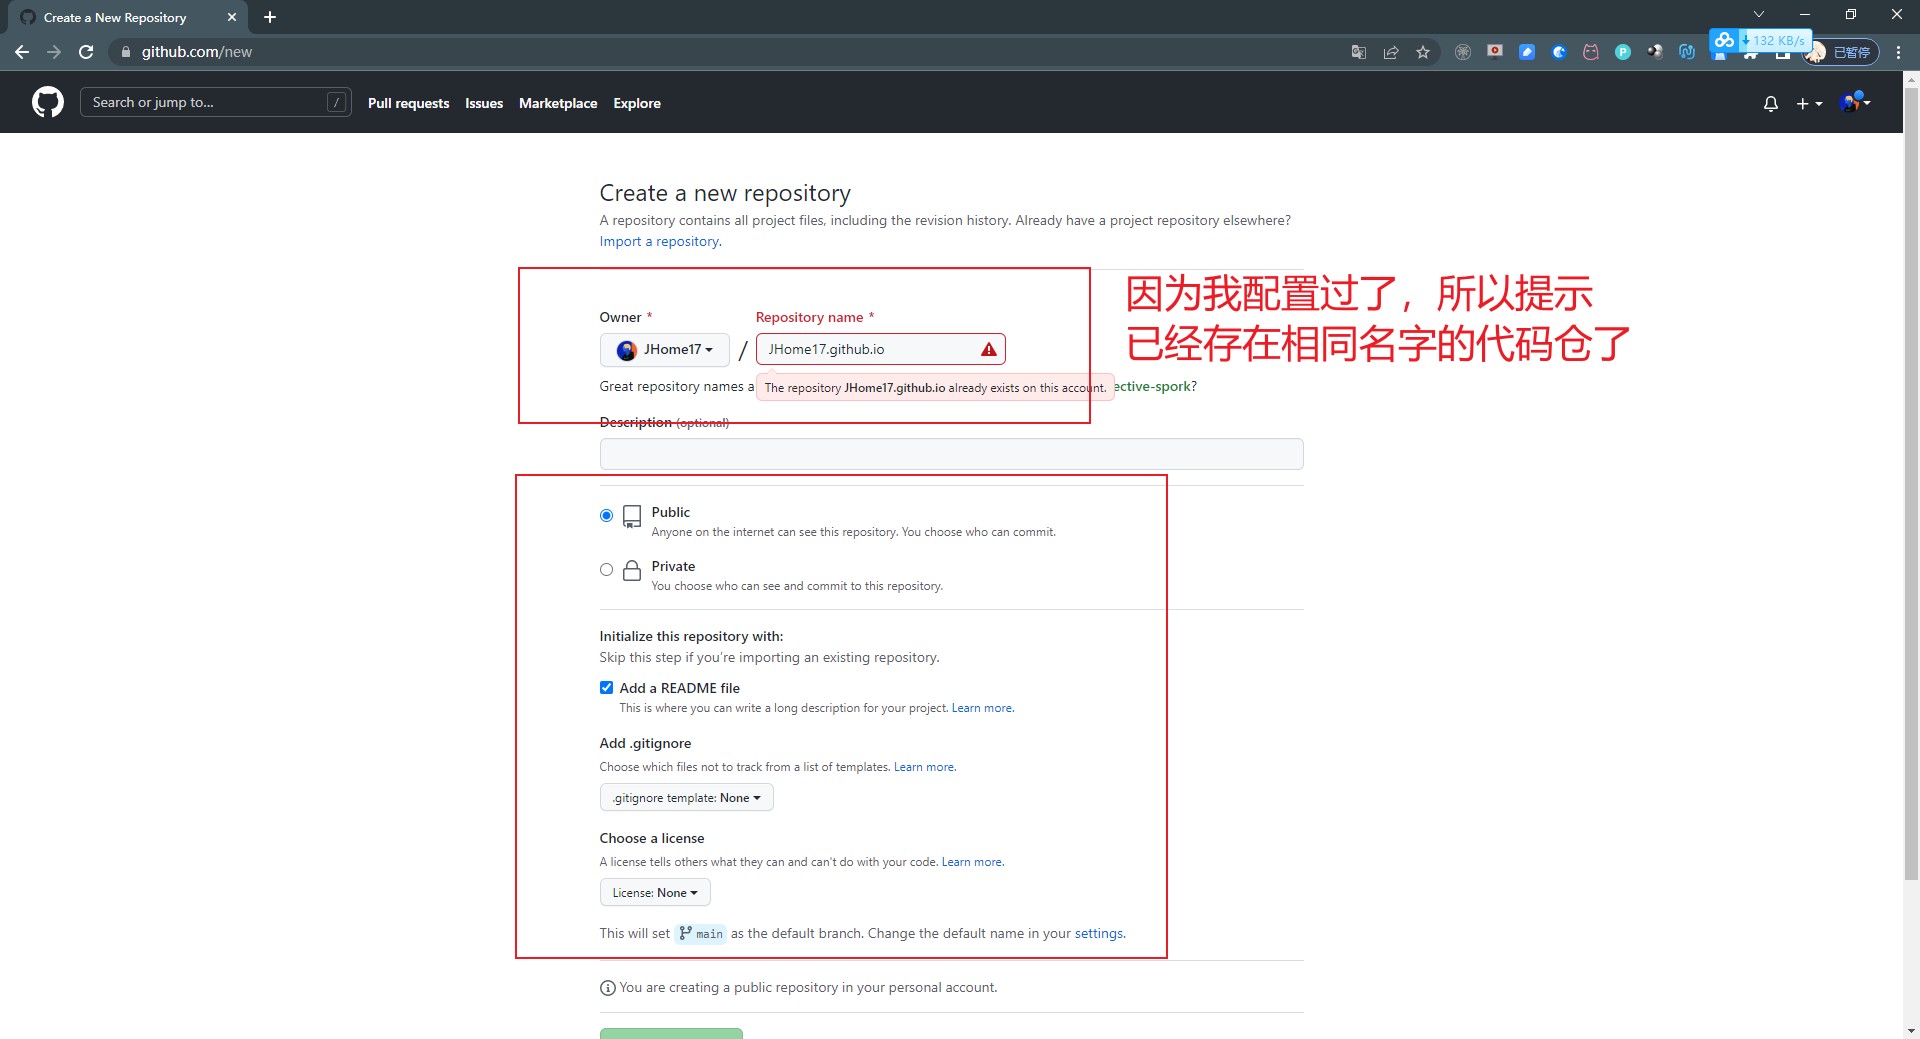 Create a New Repository
github.com/new
132 KB/s
已暂停
Search or jump to...
/
Pull requests
Issues
Marketplace
Explore
Create a new repository
A repository contains all project files, including the revision history. Already have a project repository elsewhere?
Import a repository.
因为我配置过了，所以提示
已经存在相同名字的代码仓了
Owner *
Repository name *
JHome17
/
JHome17.github.io
Great repository names a
The repository JHome17.github.io already exists on this account.
ective-spork?
Description (optional)
Public
Anyone on the internet can see this repository. You choose who can commit.
Private
You choose who can see and commit to this repository.
Initialize this repository with:
Skip this step if you're importing an existing repository.
Add a README file
This is where you can write a long description for your project. Learn more.
Add .gitignore
Choose which files not to track from a list of templates. Learn more.
.gitignore template: None
Choose a license
A license tells others what they can and can't do with your code. Learn more.
License: None
This will set main as the default branch. Change the default name in your settings.
You are creating a public repository in your personal account.